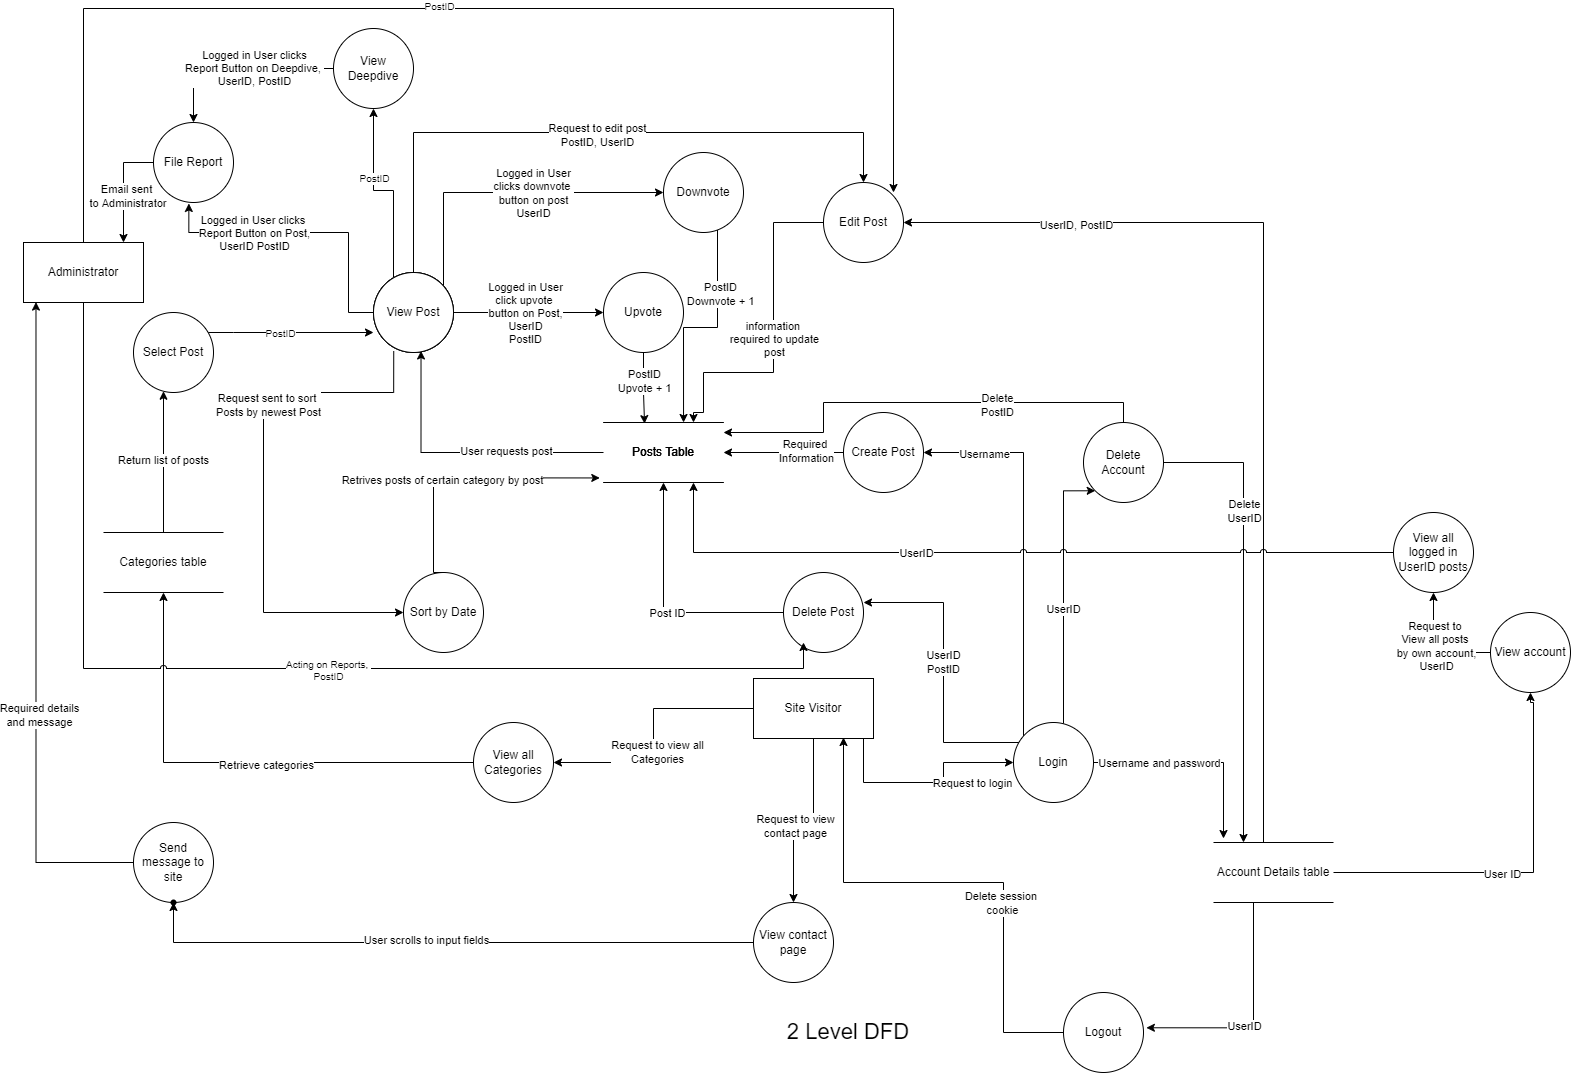 PostID
Logged in User clicks
Report Button on Deepdive,
UserID, PostID
View
Deepdive
Request to edit post
PostID, UserID
File Report
PostID
Logged in User
clicks downvote
button on post
UserID
Downvote
Email sent
to Administrator
Logged in User clicks
Report Button on Post,
UserID PostID
Edit Post
UserID, PostID
Administrator
View Post
Logged in User
click upvote
button on Post,
UserID
PostID
Upvote
PostID
Downvote + 1
information
required to update
post
Select Post
PostID
PostID
Upvote + 1
Request sent to sort
Posts by newest Post
Delete
PostID
User requests post
Posts Table
Required
Information
Create Post
Username
Delete
Account
Return list of posts
Retrives posts of certain category by post
Delete
UserID
Categories table
UserID
View all
logged in
UserID posts
Sort by Date
Post ID
Delete Post
UserID
Request to
View all posts
by own account,
UserID
View account
Acting on Reports,
PostID
UserID
PostID
Required details
and message
Site Visitor
Request to view all
Categories
View all
Categories
Retrieve categories
Request to login
Login
Username and password
Request to view
contact page
Send
message to
site
Account Details table
User ID
Delete session
cookie
User scrolls to input fields
View contact
page
2 Level DFD
Logout
UserID